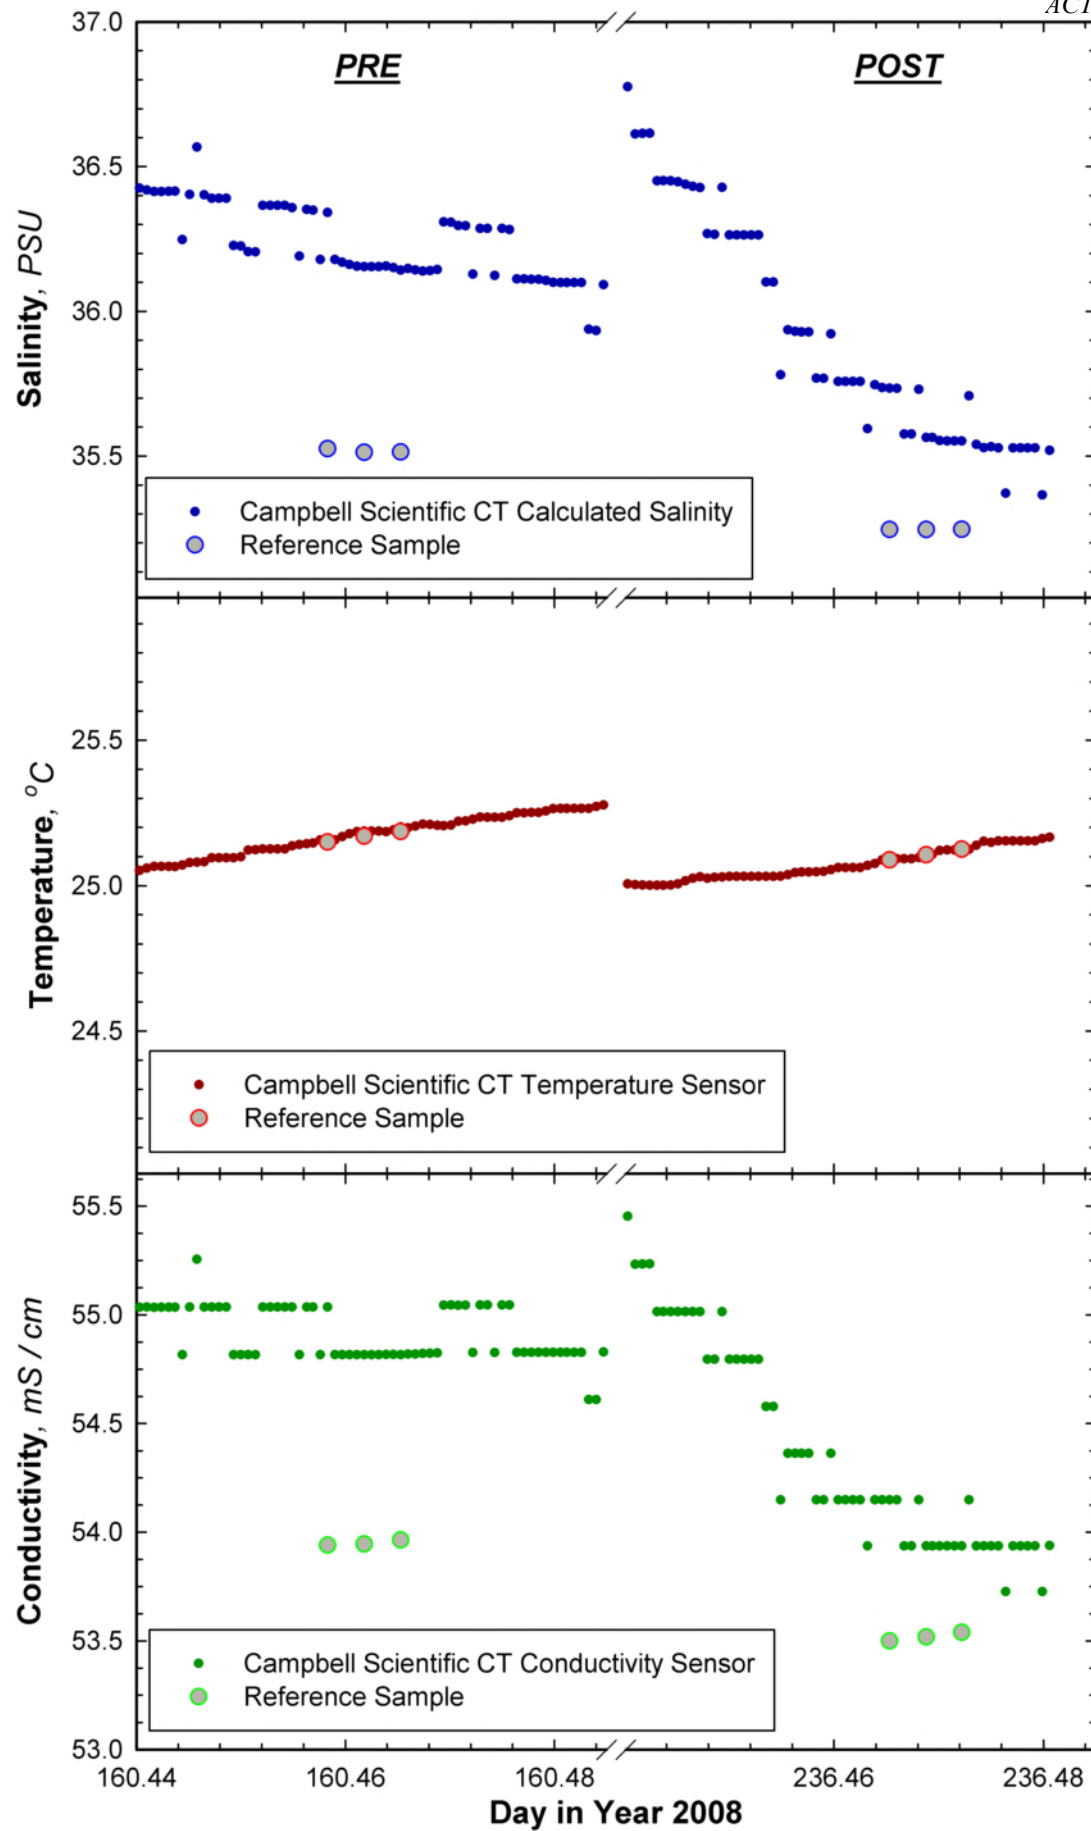 ACT
37.0
PRE
POST
36.5
36.0
35.5
Salinity, PSU
Campbell Scientific CT Calculated Salinity
Reference Sample
25.5
25.0
24.5
Temperature, °C
Campbell Scientific CT Temperature Sensor
Reference Sample
55.5
55.0
54.5
54.0
53.5
53.0
Conductivity, mS / cm
Campbell Scientific CT Conductivity Sensor
Reference Sample
160.44 160.46 160.48 236.46 236.48
Day in Year 2008